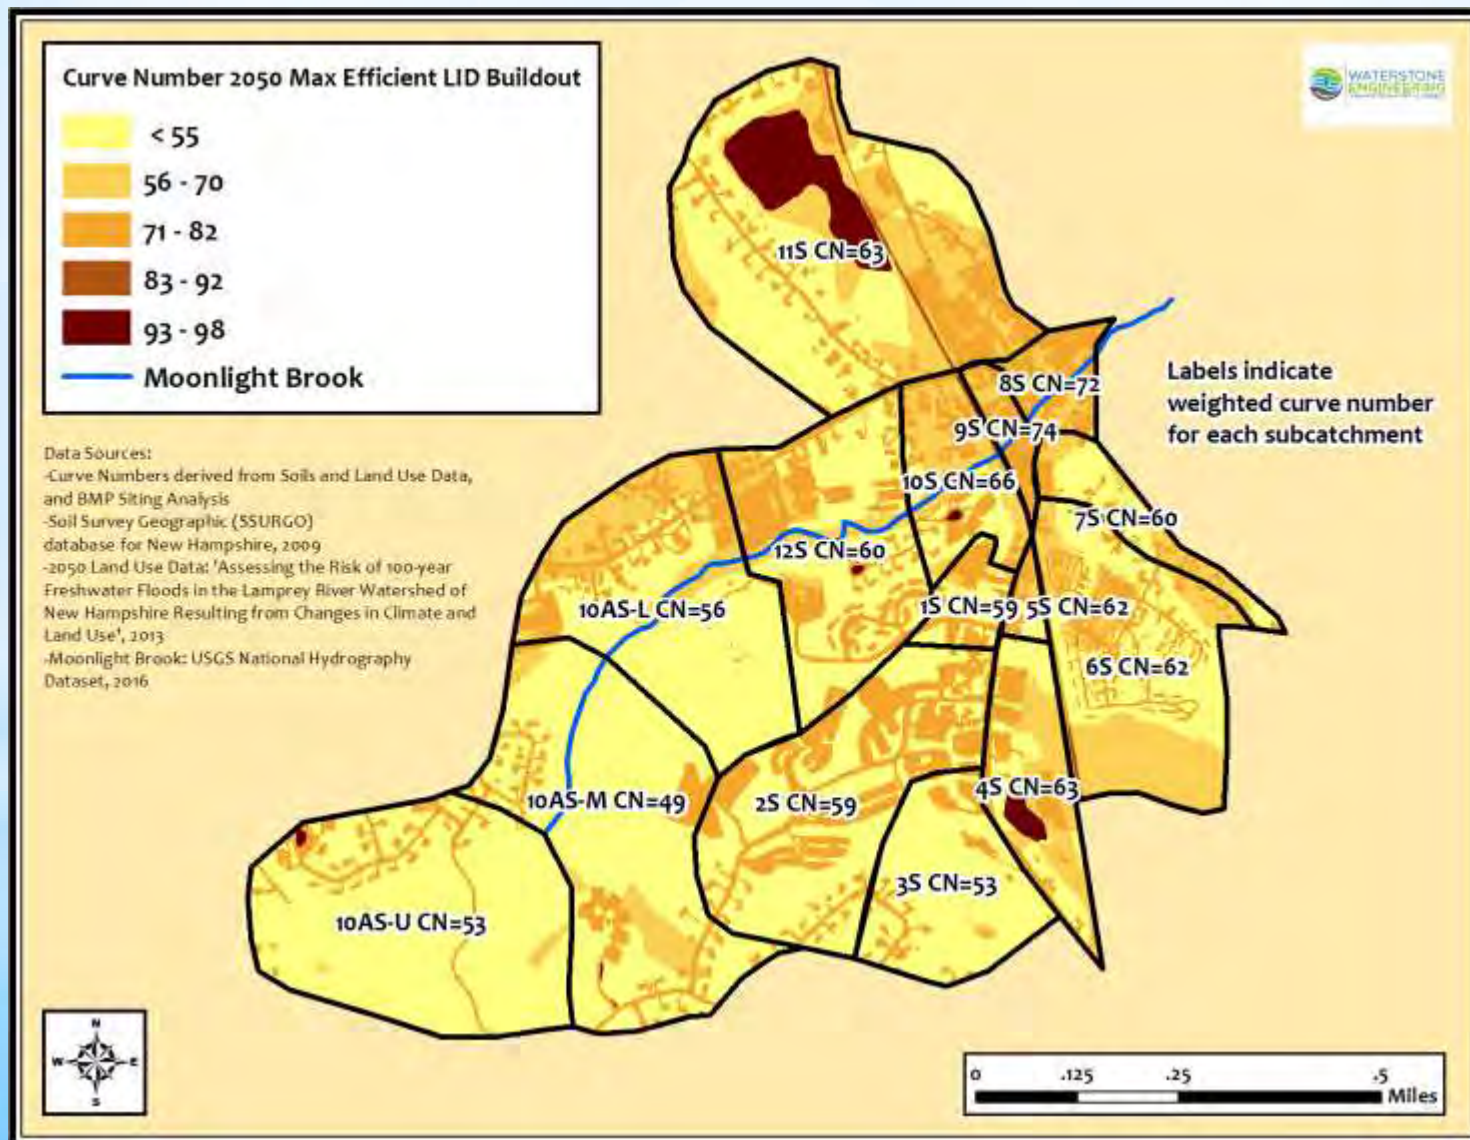 Curve Number 2050 Max Efficient LID Buildout
< 55
56 - 70
71 - 82
83 - 92
93 - 98
Moonlight Brook
WATERSTONE
ENGINEERING
Data Sources:
-Curve Numbers derived from Soils and Land Use Data,
and BMP Siting Analysis
-Soil Survey Geographic (SSURGO)
database for New Hampshire, 2009
-2050 Land Use Data: 'Assessing the Risk of 100-year
Freshwater Floods in the Lamprey River Watershed of
New Hampshire Resulting from Changes in Climate and
Land Use', 2013
-Moonlight Brook: USGS National Hydrography
Dataset, 2016
Labels indicate
weighted curve number
for each subcatchment
11S CN=63
8S CN=72
9S CN=74
10S CN=66
7S CN=60
12S CN=60
10AS-L CN=56
1S CN=59
5S CN=62
6S CN=62
4S CN=63
10AS-M CN=49
2S CN=59
3S CN=53
10AS-U CN=53
N
W
E
S
0 .125 .25 .5
Miles